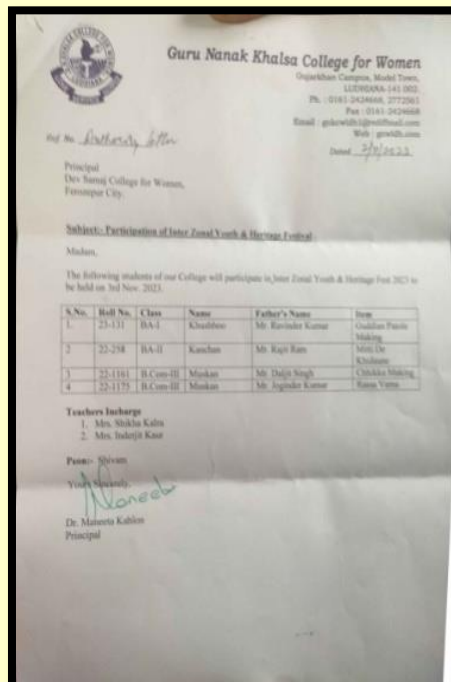 Guru Nanak Khalsa College for Women
Gujarkhan Campus, Model Town,
LUDHIANA-141 002.
Ph. : 0161-2424668, 2772561
Fax : 0161-2424668
Web : gcwldh.com
Ref No. Authority letter
Dated
Principal
Dev Samaj College for Women,
Ferozepur City.
Subject:- Participation of Inter Zonal Youth & Heritage Festival
Madam,
The following students of our College will participate in Inter Zonal Youth & Heritage Fest 2023 to
be held on 3rd Nov. 2023.
S.No. Roll No. Class Name Father's Name Item
1. 23-131 BA-I Khushboo Mr. Ravinder Kumar Guddian Patole Making
2 22-258 BA-II Kanchan Mr. Rajit Ram Mitti De Khidaune
3 22-1161 B.Com-III Muskan Mr. Daljit Singh Chhikku Making
4 22-1175 B.Com-III Muskan Mr. Joginder Kumar Rassa Vatna
Teachers Incharge
1. Mrs. Shikha Kalra
2. Mrs. Inderjit Kaur
Peon:- Shivam
Yours Sincerely,
Maneeta
Dr. Maneeta Kahlon
Principal